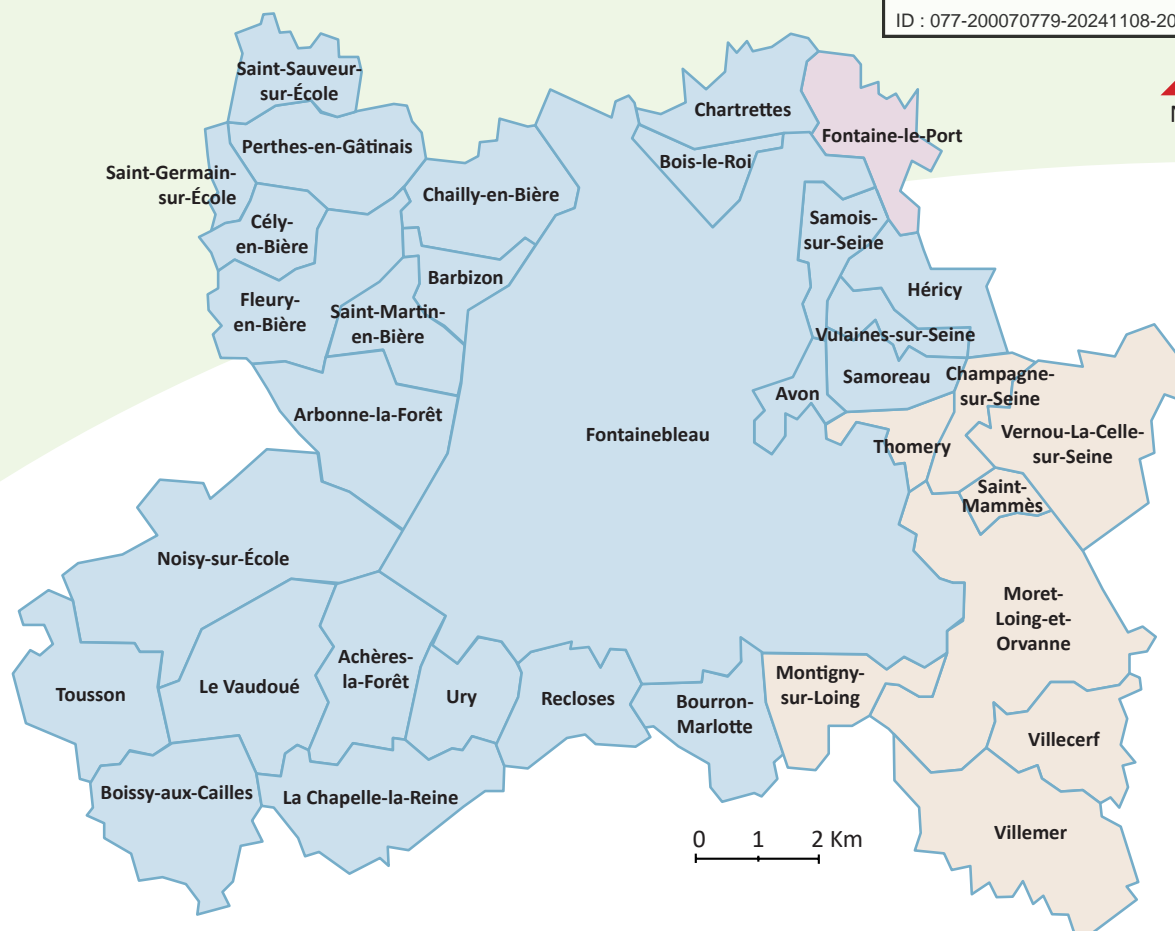 ID : 077-200070779-20241108-20
N
Saint-Sauveur-
sur-École
Chartrettes
Fontaine-le-Port
Perthes-en-Gâtinais
Bois-le-Roi
Saint-Germain-
sur-École
Chailly-en-Bière
Cély-
en-Bière
Samois-
sur-Seine
Barbizon
Héricy
Fleury-
en-Bière
Saint-Martin-
en-Bière
Vulaines-sur-Seine
Samoreau
Champagne-
sur-Seine
Avon
Arbonne-la-Forêt
Fontainebleau
Thomery
Vernou-La-Celle-
sur-Seine
Saint-
Mammès
Noisy-sur-École
Moret-
Loing-et-
Orvanne
Achères-
la-Forêt
Tousson
Le Vaudoué
Ury
Recloses
Bourron-
Marlotte
Montigny-
sur-Loing
Villecerf
Boissy-aux-Cailles
La Chapelle-la-Reine
Villemer
0 1 2 Km